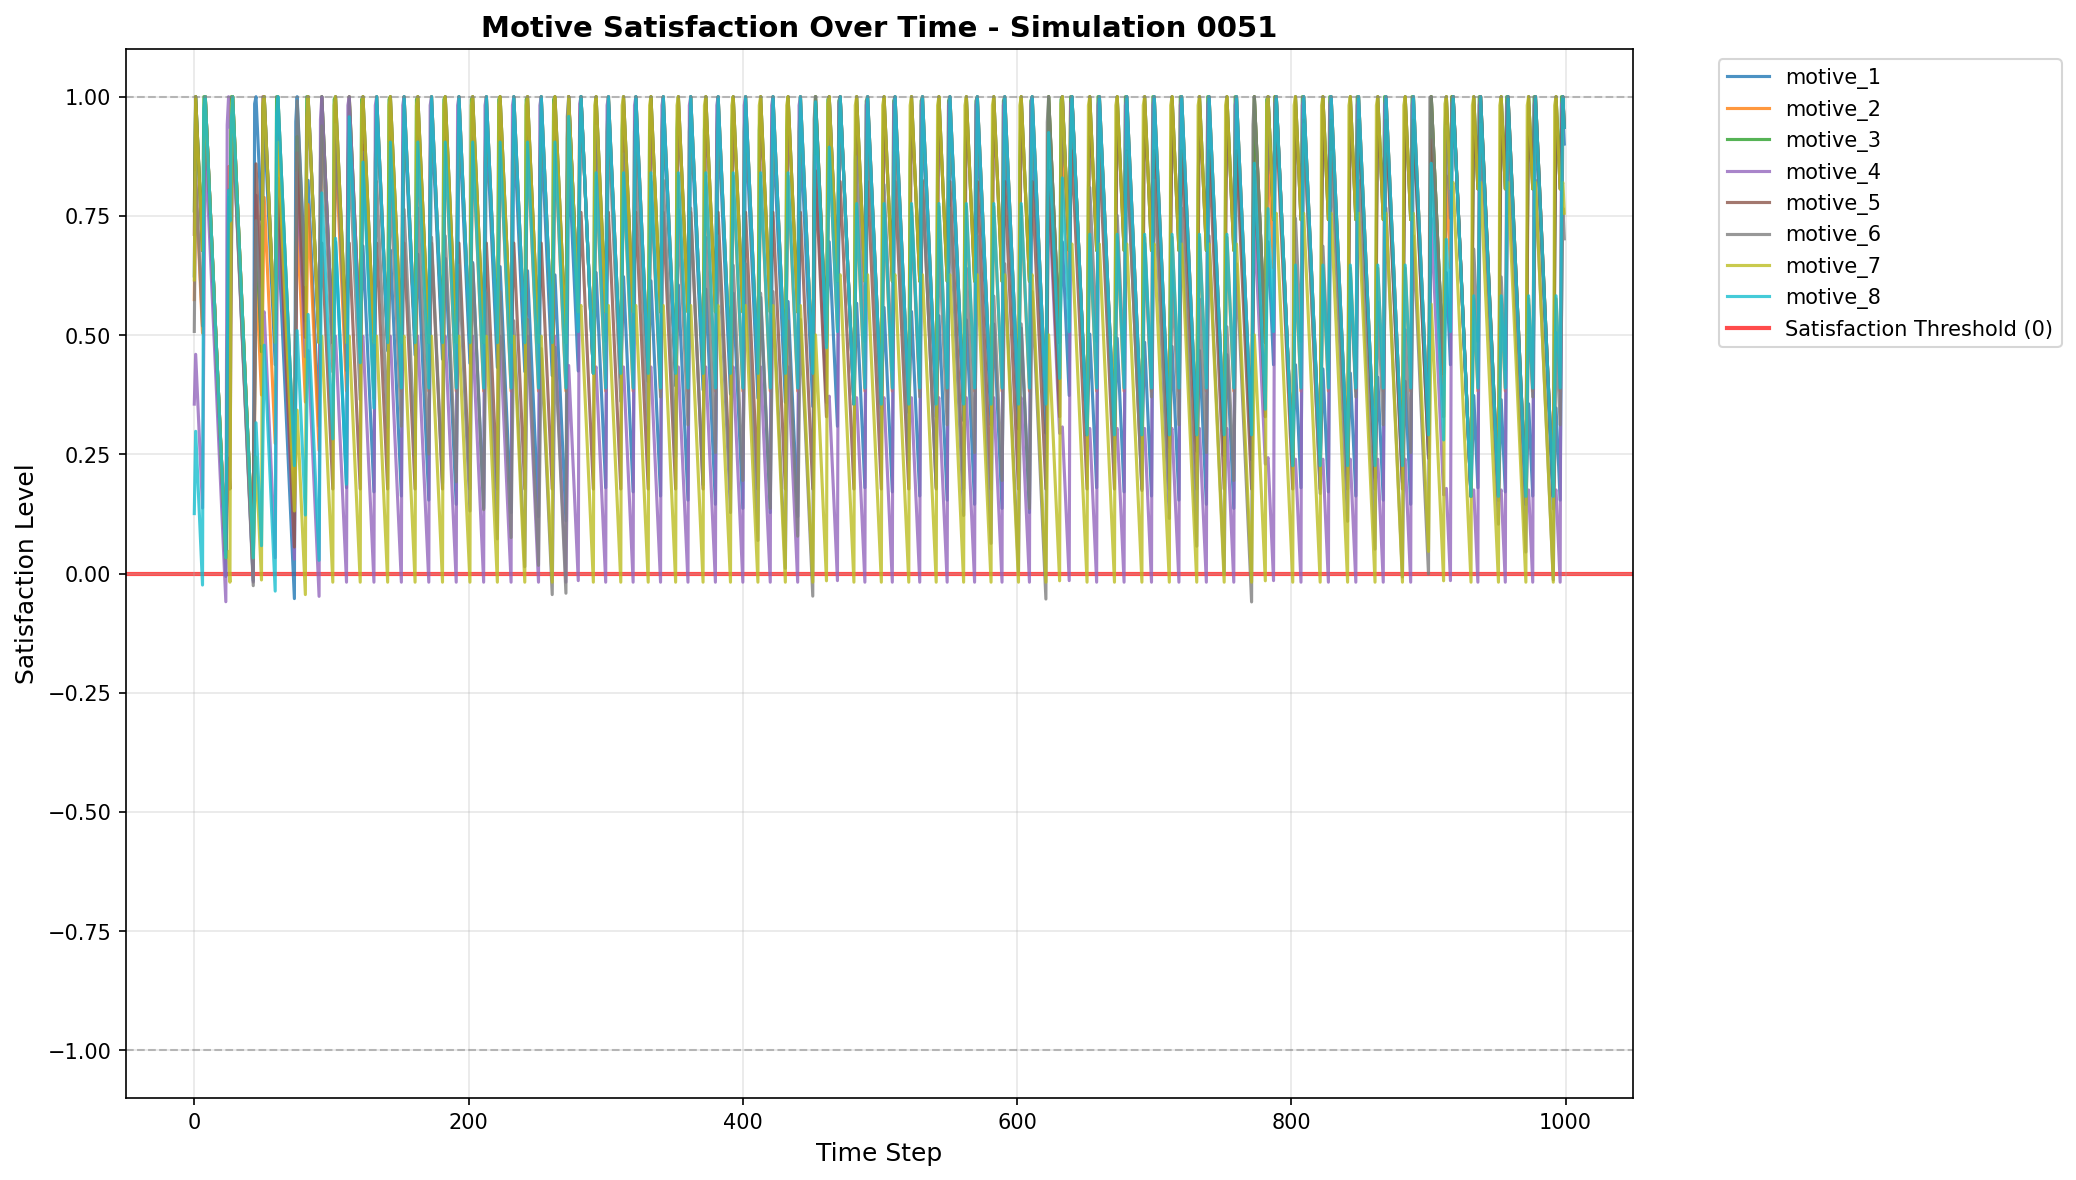 Motive Satisfaction Over Time - Simulation 0051
Satisfaction Level
1.00
0.75
0.50
0.25
0.00
−0.25
−0.50
−0.75
−1.00
0
200
400
600
800
1000
Time Step
motive_1
motive_2
motive_3
motive_4
motive_5
motive_6
motive_7
motive_8
Satisfaction Threshold (0)